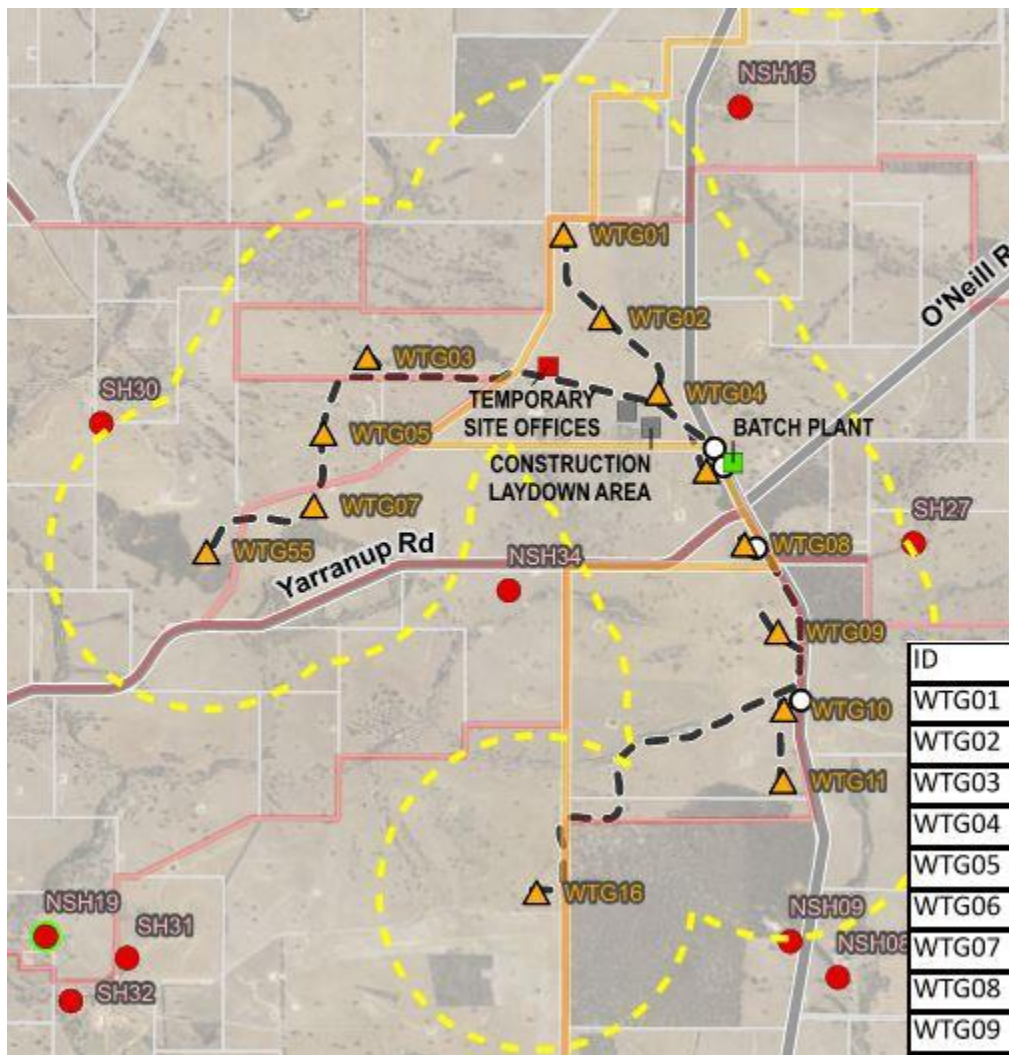 NSH15
WTG01
O'Neill R
WTG02
WTG03
SH30
WTG04
TEMPORARY
SITE OFFICES
BATCH PLANT
WTG05
CONSTRUCTION
LAYDOWN AREA
WTG07
SH27
WTG55
NSH34
WTG08
Yarranup Rd
WTG09
WTG10
WTG11
WTG16
NSH19
NSH09
SH31
NSH08
SH32
ID
WTG01
WTG02
WTG03
WTG04
WTG05
WTG06
WTG07
WTG08
WTG09